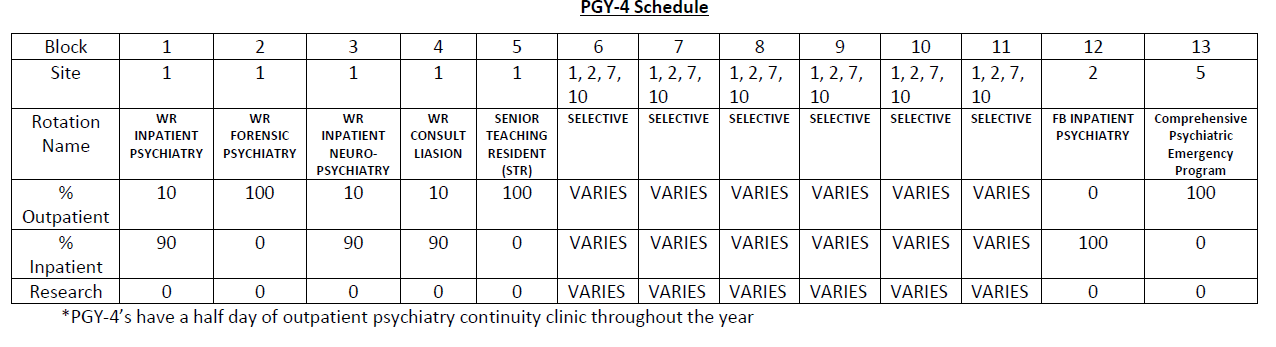 PGY-4 Schedule
Block 1 2 3 4 5 6 7 8 9 10 11 12 13
Site 1 1 1 1 1 1, 2, 7, 10 1, 2, 7, 10 1, 2, 7, 10 1, 2, 7, 10 1, 2, 7, 10 1, 2, 7, 10 2 5
Rotation Name WR INPATIENT PSYCHIATRY WR FORENSIC PSYCHIATRY WR INPATIENT NEURO-PSYCHIATRY WR CONSULT LIASION SENIOR TEACHING RESIDENT (STR) SELECTIVE SELECTIVE SELECTIVE SELECTIVE SELECTIVE SELECTIVE FB INPATIENT PSYCHIATRY Comprehensive Psychiatric Emergency Program
% Outpatient 10 100 10 10 100 VARIES VARIES VARIES VARIES VARIES VARIES 0 100
% Inpatient 90 0 90 90 0 VARIES VARIES VARIES VARIES VARIES VARIES 100 0
Research 0 0 0 0 0 VARIES VARIES VARIES VARIES VARIES VARIES 0 0
*PGY-4’s have a half day of outpatient psychiatry continuity clinic throughout the year